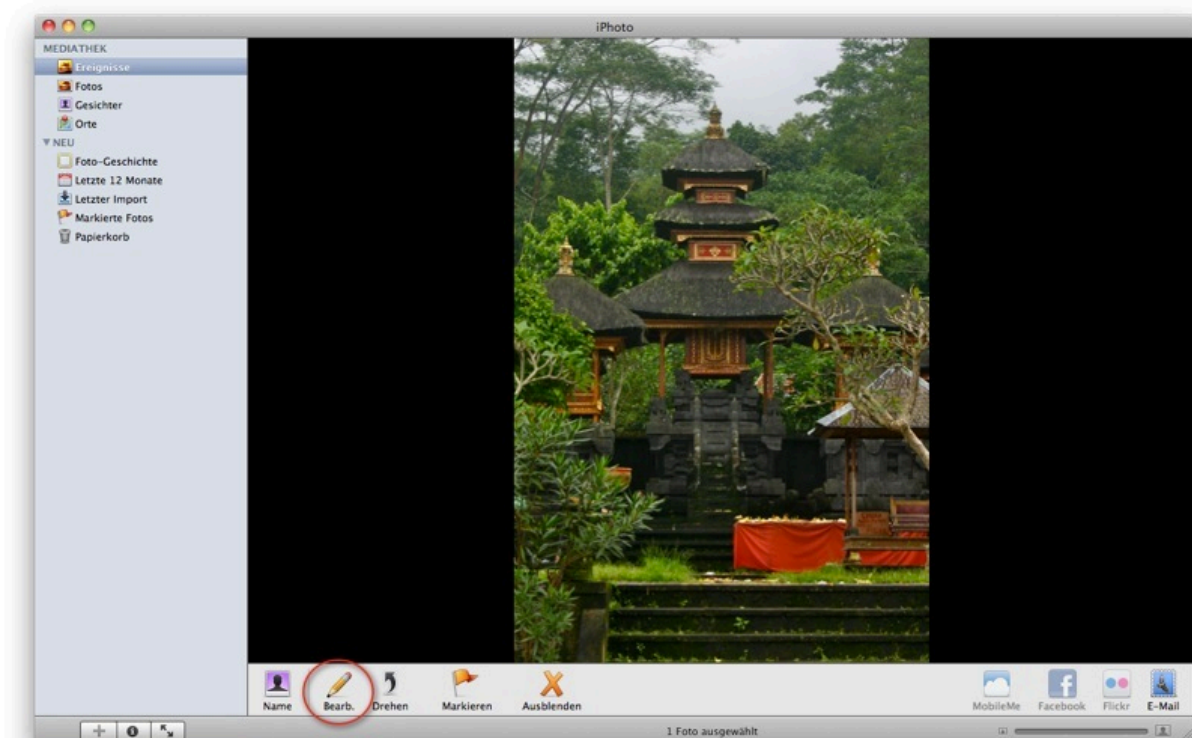 iPhoto
MEDIATHEK
Ereignisse
Fotos
Gesichter
Orte
NEU
Foto-Geschichte
Letzte 12 Monate
Letzter Import
Markierte Fotos
Papierkorb
Name Bearb. Drehen Markieren Ausblenden MobileMe Facebook Flickr E-Mail
1 Foto ausgewählt